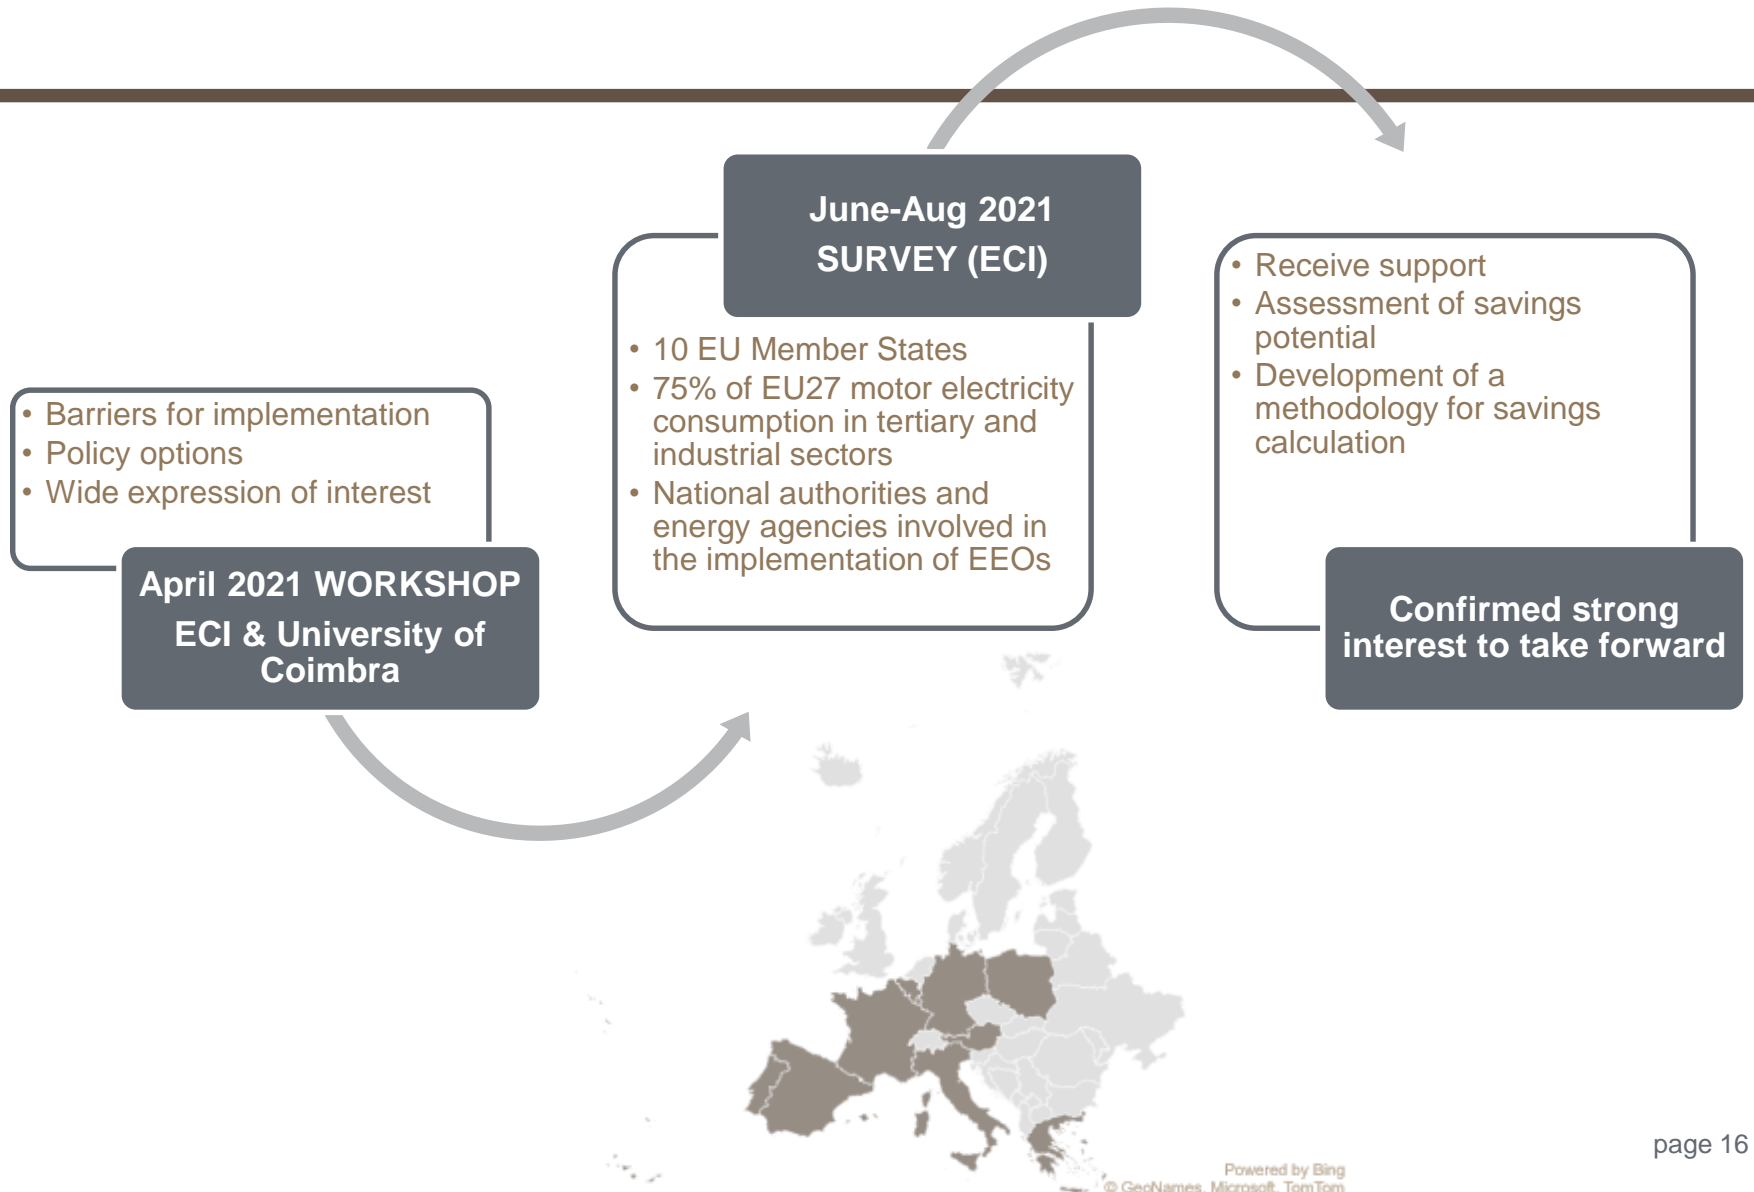 • Barriers for implementation
• Policy options
• Wide expression of interest
April 2021 WORKSHOP
ECI & University of
Coimbra
June-Aug 2021
SURVEY (ECI)
• 10 EU Member States
• 75% of EU27 motor electricity
consumption in tertiary and
industrial sectors
• National authorities and
energy agencies involved in
the implementation of EEOs
• Receive support
• Assessment of savings
potential
• Development of a
methodology for savings
calculation
Confirmed strong
interest to take forward
page 16
Powered by Bing
© GeoNames, Microsoft, TomTom